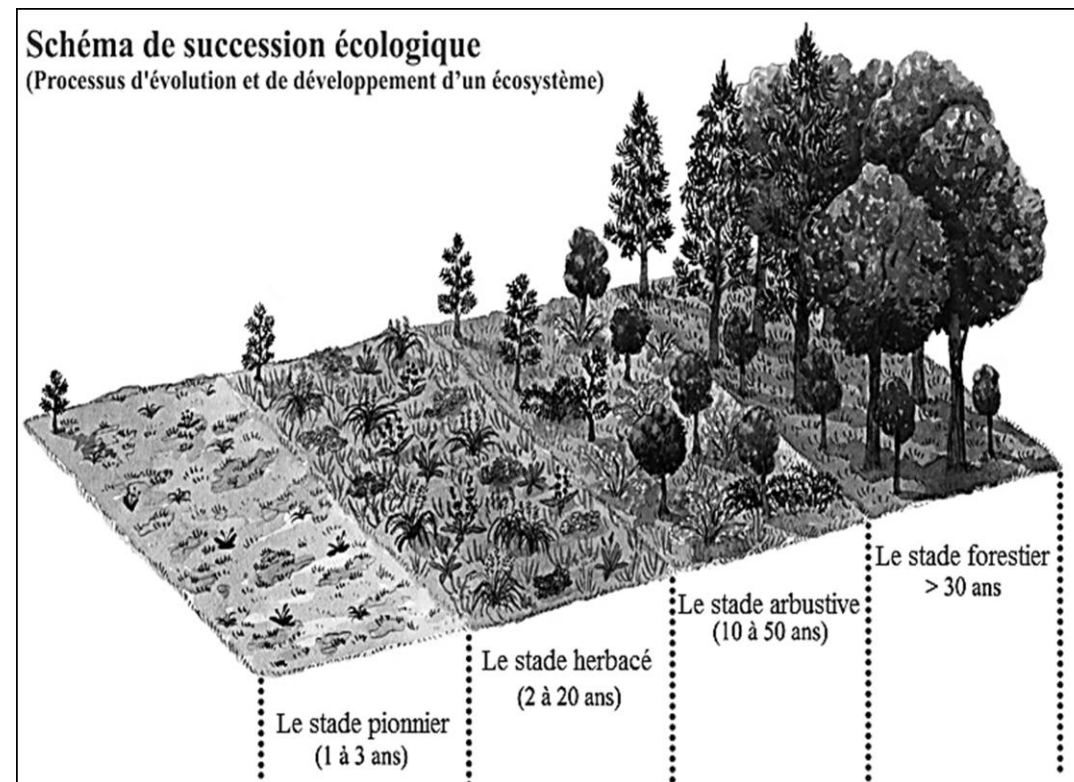 Schéma de succession écologique
(Processus d'évolution et de développement d’un écosystème)
Le stade pionnier
(1 à 3 ans)
Le stade herbacé
(2 à 20 ans)
Le stade arbustive
(10 à 50 ans)
Le stade forestier
> 30 ans